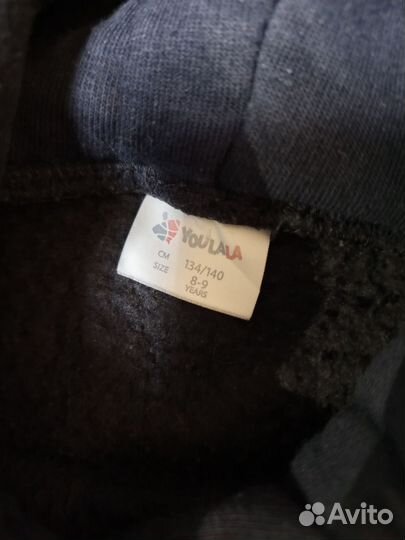 YOULALA
CM 134/140
SIZE 8-9
YEARS
Avito